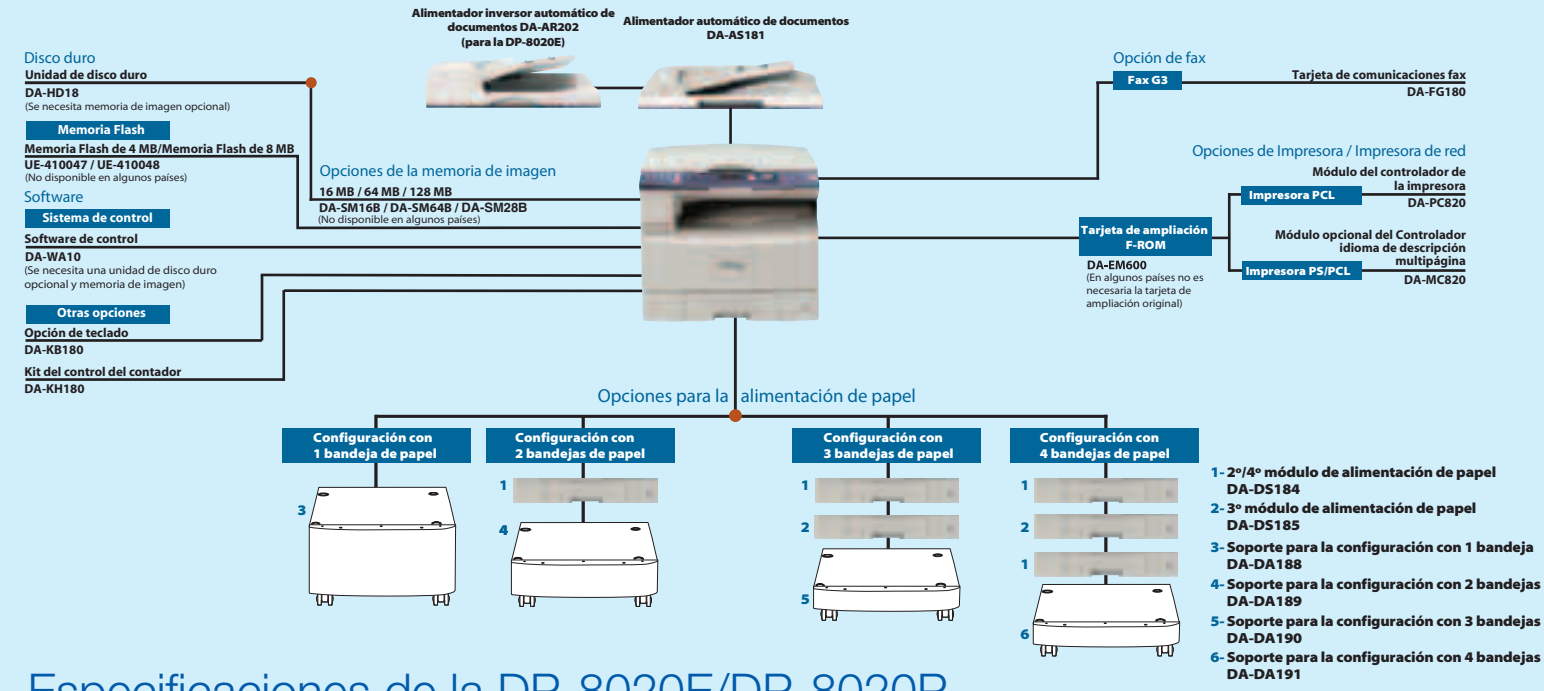 Alimentador inversor automático de
documentos DA-AR202
(para la DP-8020E)
Alimentador automático de documentos
DA-AS181
Disco duro
Unidad de disco duro
DA-HD18
(Se necesita memoria de imagen opcional)
Memoria Flash
Memoria Flash de 4 MB/Memoria Flash de 8 MB
UE-410047 / UE-410048
(No disponible en algunos países)
Software
Sistema de control
Software de control
DA-WA10
(Se necesita una unidad de disco duro
opcional y memoria de imagen)
Otras opciones
Opción de teclado
DA-KB180
Kit del control del contador
DA-KH180
Opciones de la memoria de imagen
16 MB / 64 MB / 128 MB
DA-SM16B / DA-SM64B / DA-SM28B
(No disponible en algunos países)
Opción de fax
Fax G3
Tarjeta de comunicaciones fax
DA-FG180
Opciones de Impresora / Impresora de red
Módulo del controlador de
la impresora
Impresora PCL
DA-PC820
Tarjeta de ampliación
F-ROM
DA-EM600
(En algunos países no es
necesaria la tarjeta de
ampliación original)
Módulo opcional del Controlador
idioma de descripción
multipágina
Impresora PS/PCL
DA-MC820
Opciones para la alimentación de papel
Configuración con
1 bandeja de papel
3
Configuración con
2 bandejas de papel
1
4
Configuración con
3 bandejas de papel
1
2
5
Configuración con
4 bandejas de papel
1
2
1
6
1- 2º/4º módulo de alimentación de papel
DA-DS184
2- 3º módulo de alimentación de papel
DA-DS185
3- Soporte para la configuración con 1 bandeja
DA-DA188
4- Soporte para la configuración con 2 bandejas
DA-DA189
5- Soporte para la configuración con 3 bandejas
DA-DA190
6- Soporte para la configuración con 4 bandejas
DA-DA191
Especificaciones de la DP-8020E/DP-8020P